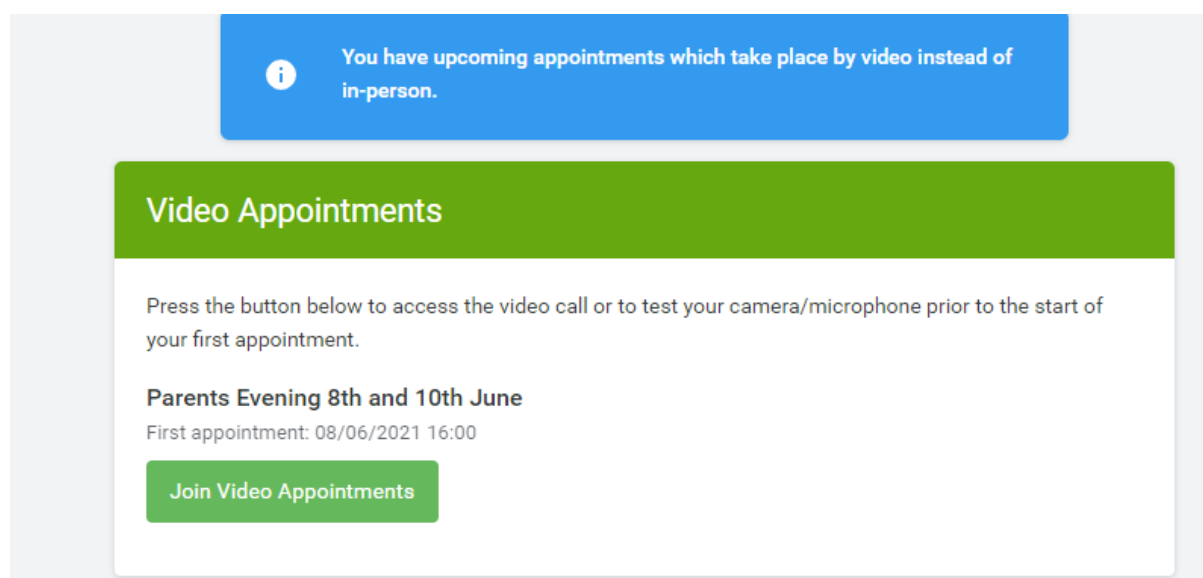 You have upcoming appointments which take place by video instead of
in-person.
Video Appointments
Press the button below to access the video call or to test your camera/microphone prior to the start of
your first appointment.
Parents Evening 8th and 10th June
First appointment: 08/06/2021 16:00
Join Video Appointments